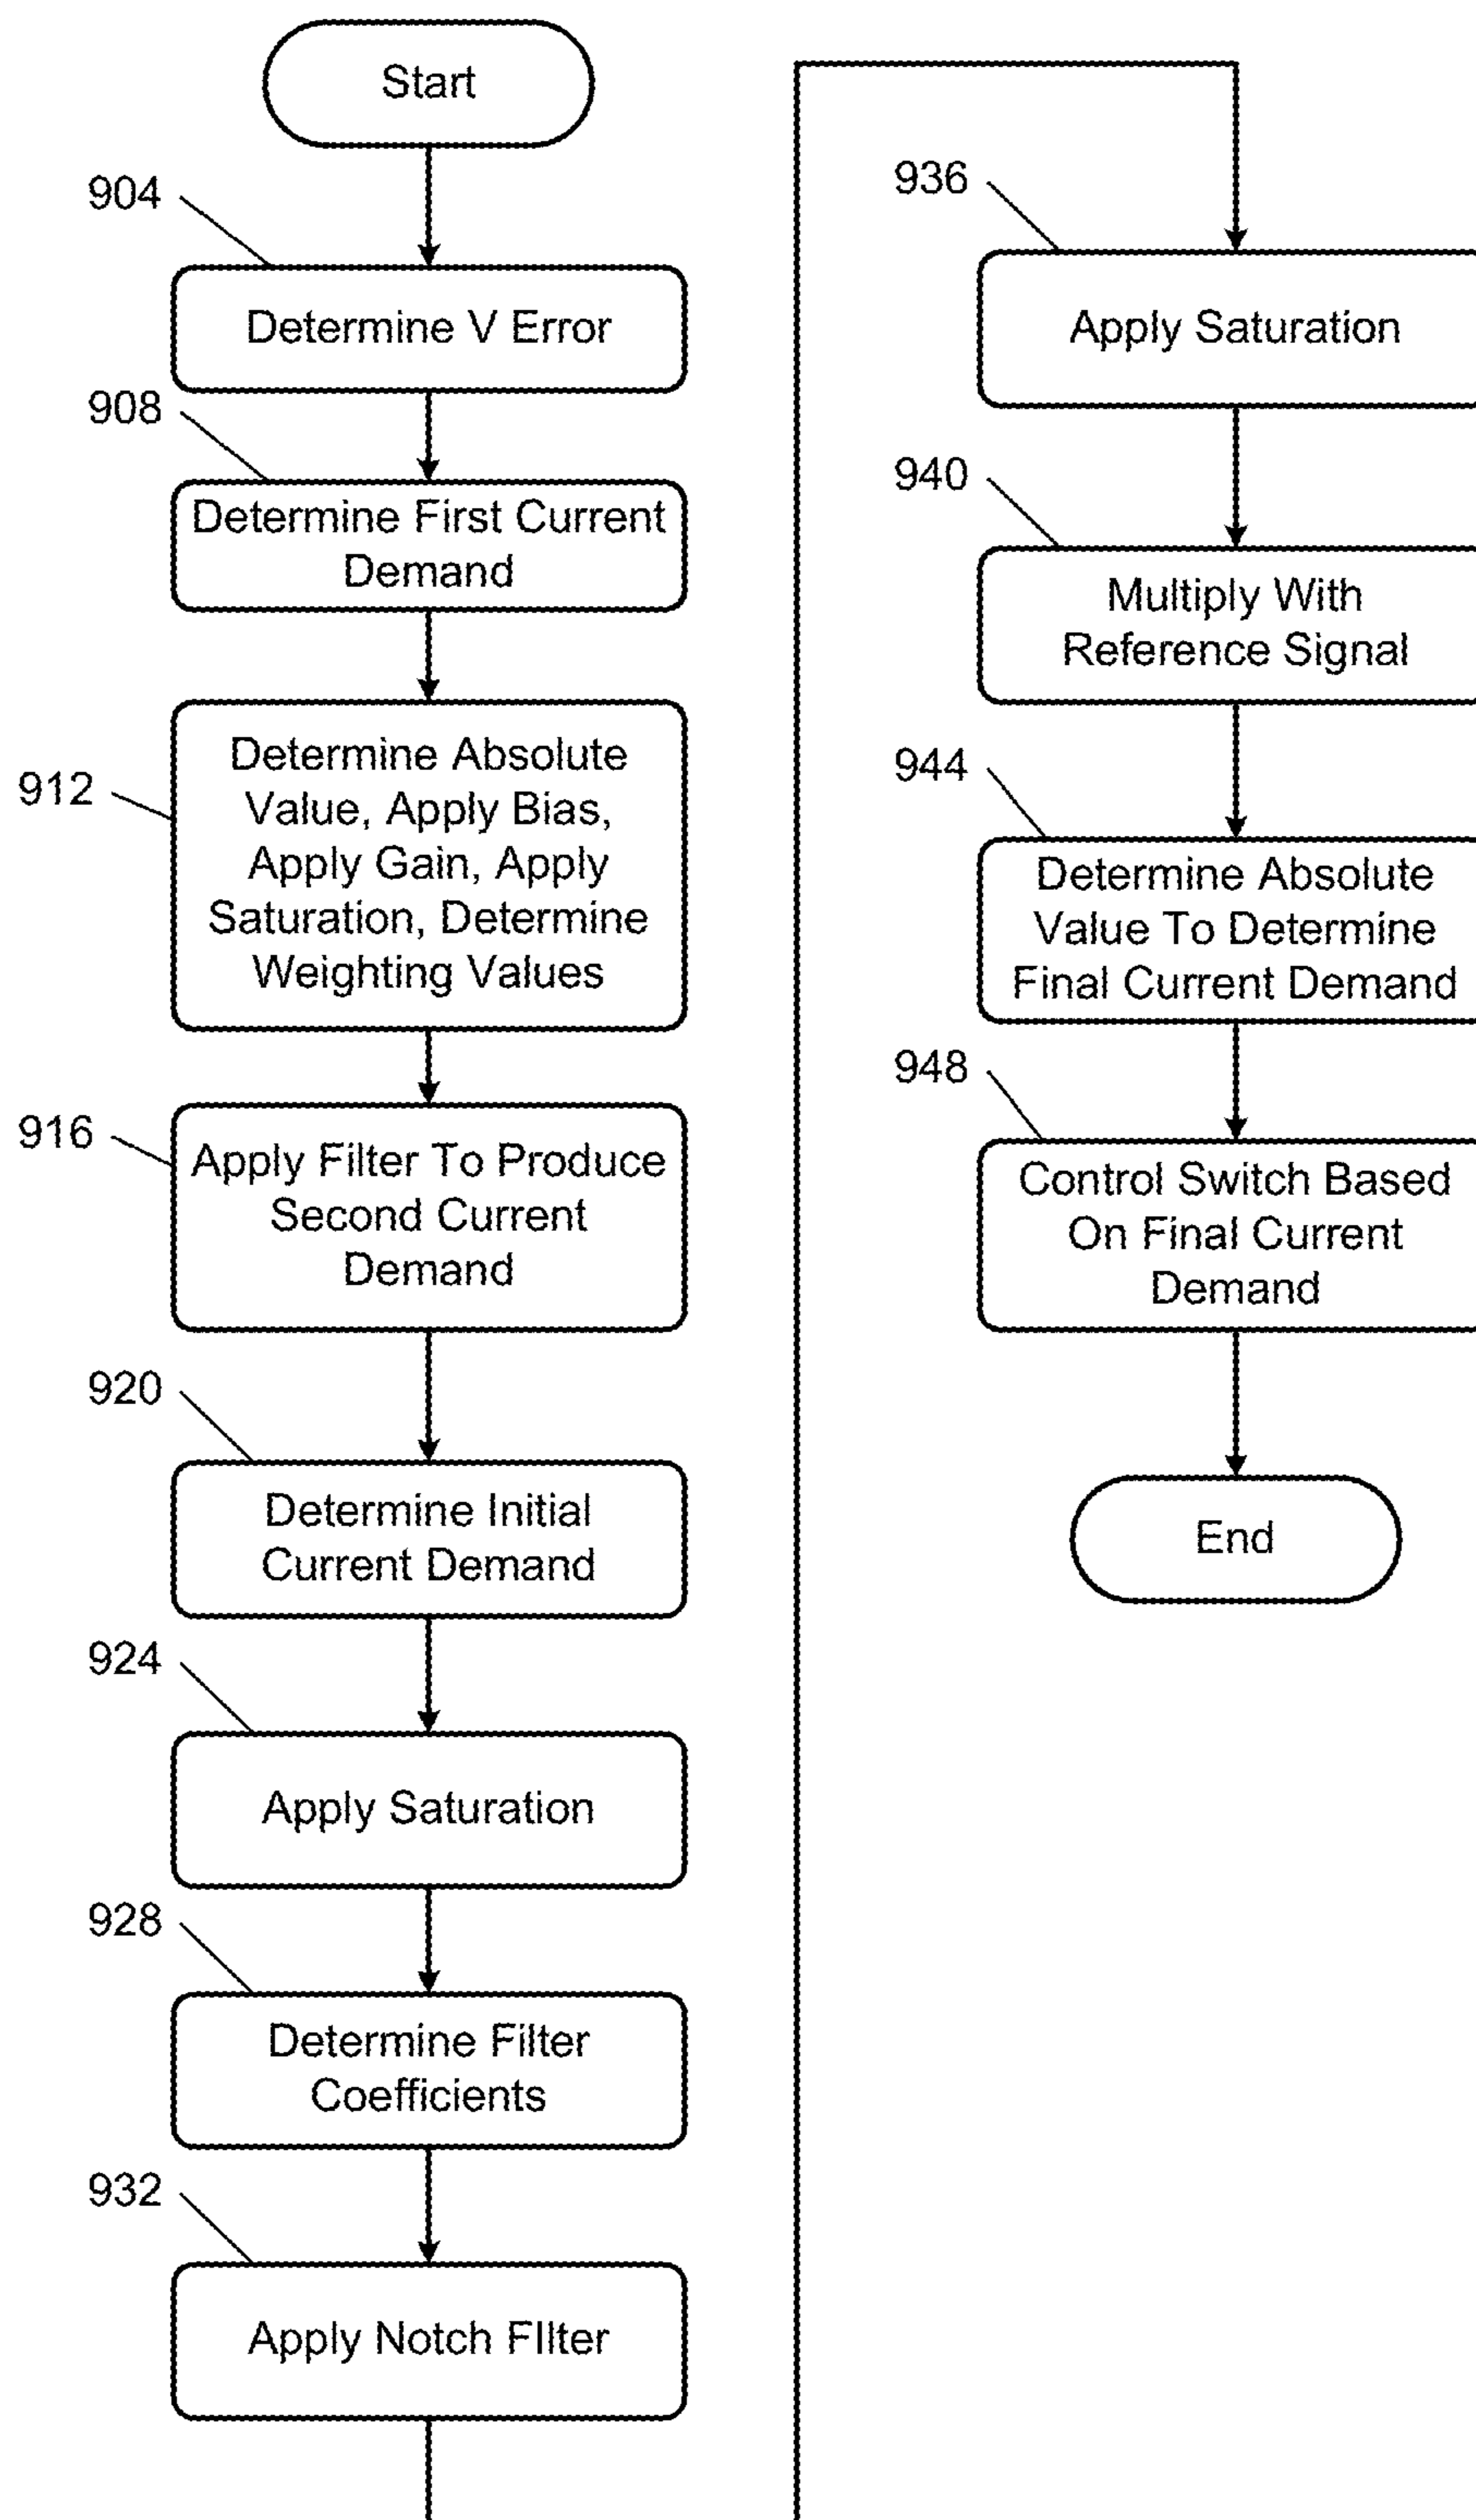 Start
904
Determine V Error
908
Determine First Current
Demand
912
Determine Absolute
Value, Apply Bias,
Apply Gain, Apply
Saturation, Determine
Weighting Values
916
Apply Filter To Produce
Second Current
Demand
920
Determine Initial
Current Demand
924
Apply Saturation
928
Determine Filter
Coefficients
932
Apply Notch FIlter
936
Apply Saturation
940
Multiply With
Reference Signal
944
Determine Absolute
Value To Determine
Final Current Demand
948
Control Switch Based
On Final Current
Demand
End